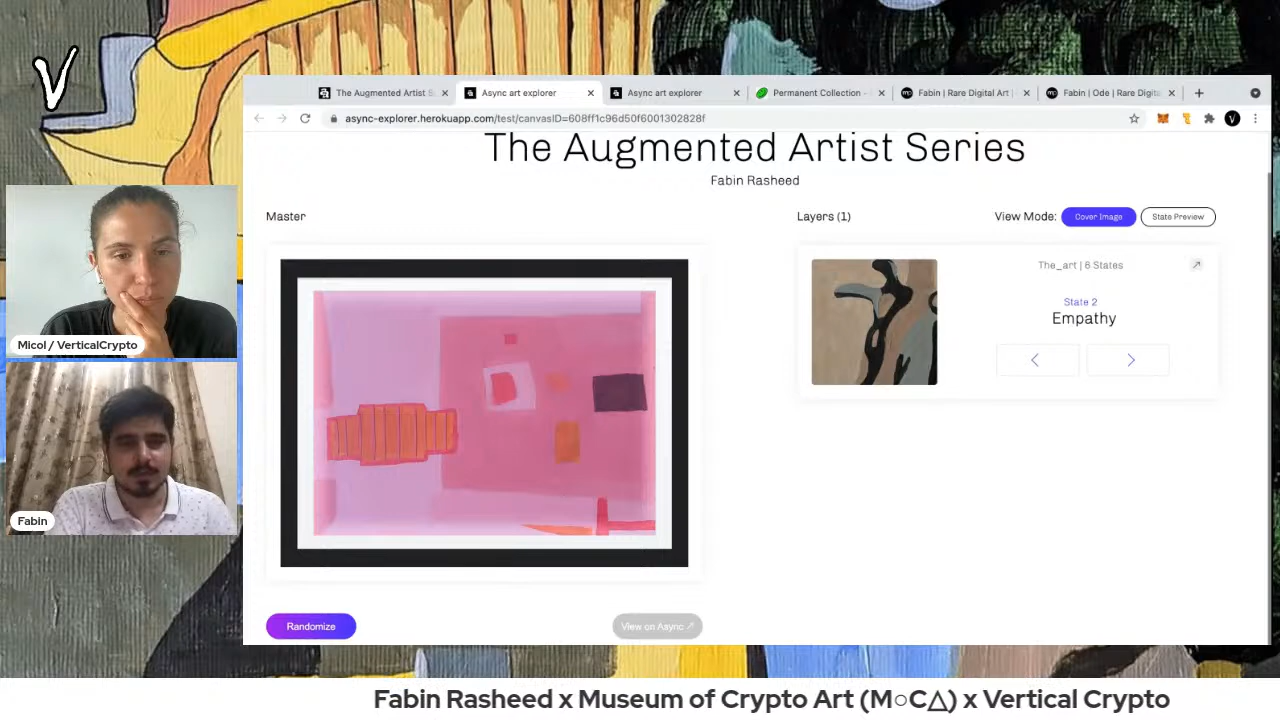 V
The Augmented Artist S
Async art explorer
Async art explorer
Permanent Collection -
Fabin | Rare Digital Art |
Fabin | Ode | Rare Digita
async-explorer.herokuapp.com/test/canvasID=608ff1c96d50f6001302828f
V
The Augmented Artist Series
Fabin Rasheed
Master
Layers (1)
View Mode:
Cover Image
State Preview
The_art | 6 States
State 2
Empathy
Randomize
View on Async ↗
Micol / VerticalCrypto
Fabin
Fabin Rasheed x Museum of Crypto Art (M○C△) x Vertical Crypto